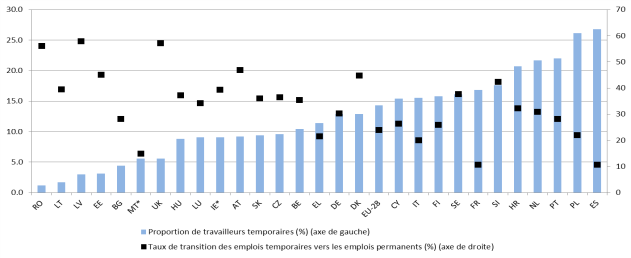 30.0 70
25.0 60
20.0 50
15.0 40
10.0 30
5.0 20
0.0 10
0
RO LT LV EE BG MT* UK HU LU IE* AT SK CZ BE EL DE DK EU-28 CY IT FI SE FR SI HR NL PT PL ES
Proportion de travailleurs temporaires (%) (axe de gauche)
Taux de transition des emplois temporaires vers les emplois permanents (%) (axe de droite)